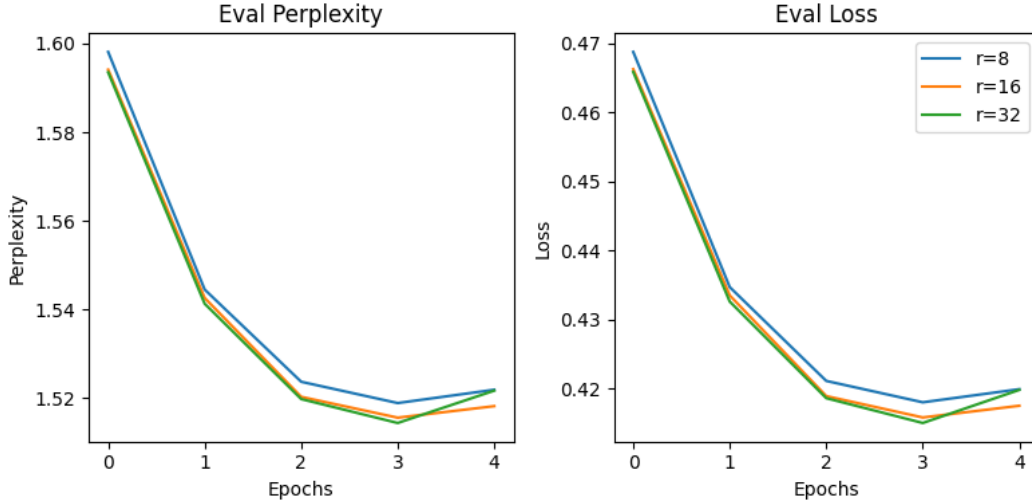 Eval Perplexity
1.60
1.58
1.56
1.54
1.52
Perplexity
0 1 2 3 4
Epochs
Eval Loss
0.47
0.46
0.45
0.44
0.43
0.42
Loss
0 1 2 3 4
Epochs
r=8
r=16
r=32